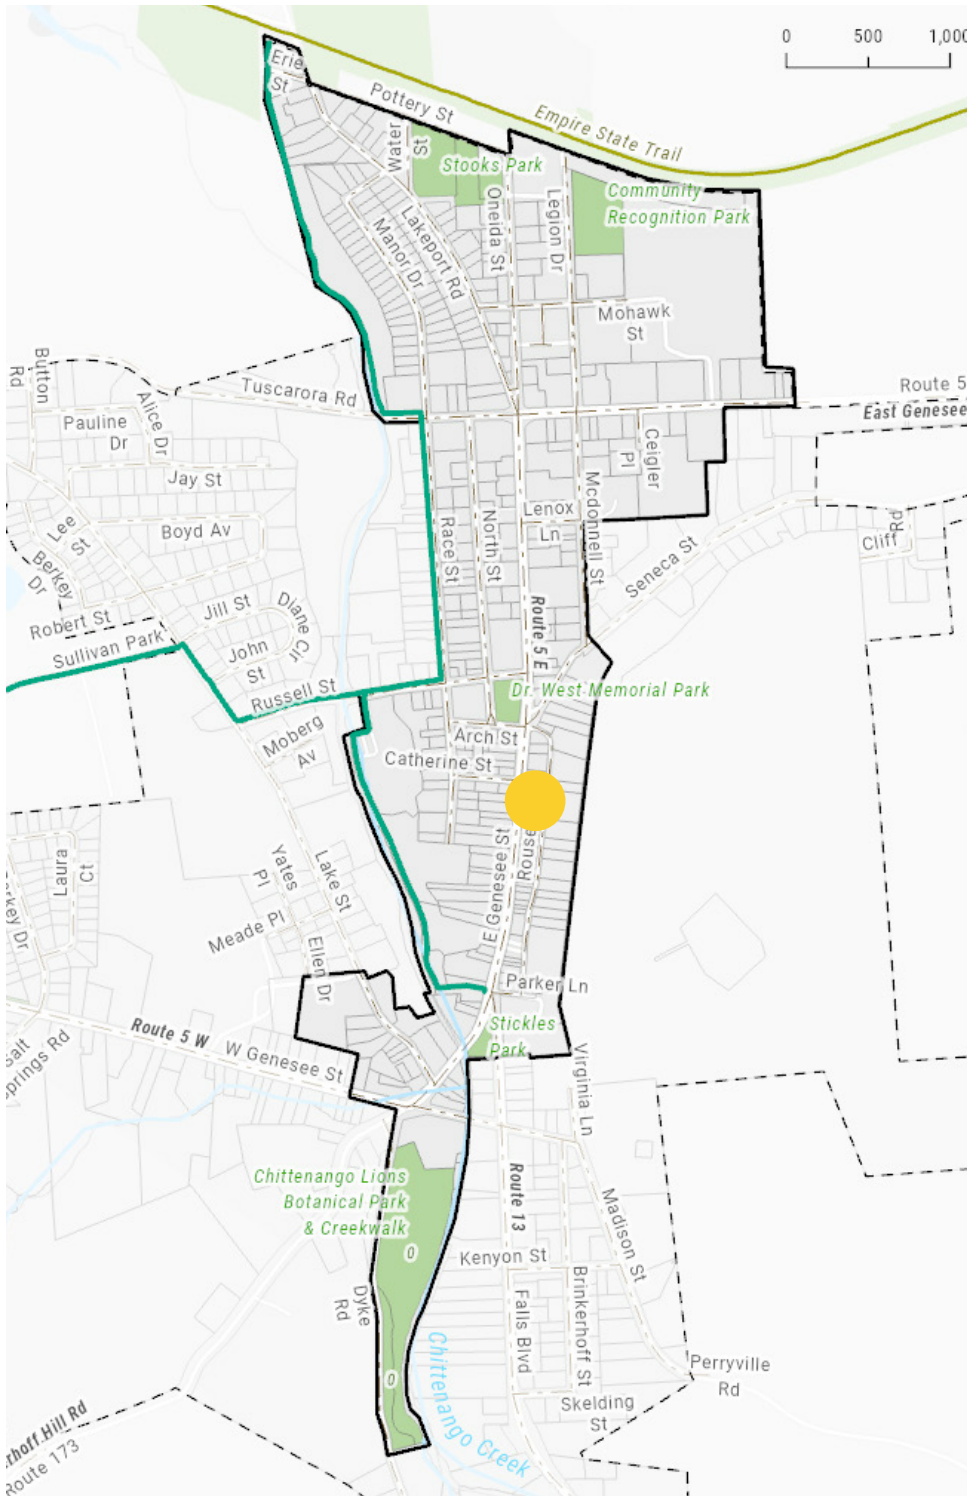 0 500 1,000
Erie
St
Pottery St
Empire State Trail
Water
St
Stooks Park
Community
Recognition Park
Oneida St
Legion Dr
Lakeport Rd
Manor Dr
Mohawk
St
Button
Rd
Tuscarora Rd
Route 5
East Genesee
Pauline
Dr
Alice Dr
Jay St
Ceigler
Pl
Mcdonnell St
Lenox
Ln
Race St
North St
Lee
St
Boyd Av
Berkey
Dr
Seneca St
Cliff
Rd
Robert St
Jill St
Diane Cir
John
St
Route 5 E
Sullivan Park
Russell St
Dr. West Memorial Park
Moberg
Av
Arch St
Catherine St
E Genesee St
Laura
Ct
Yates
Pl
Lake St
Meade Pl
Ellen Dr
Parker Ln
Stickles
Park
Route 5 W
W Genesee St
Virginia Ln
Chittenango Lions
Botanical Park
& Creekwalk
0
Route 13
Madison St
Kenyon St
Dyke
Rd
Falls Blvd
Brinkerhoff St
0
Chittenango Creek
Perryville
Rd
Skelding
St
Route 173